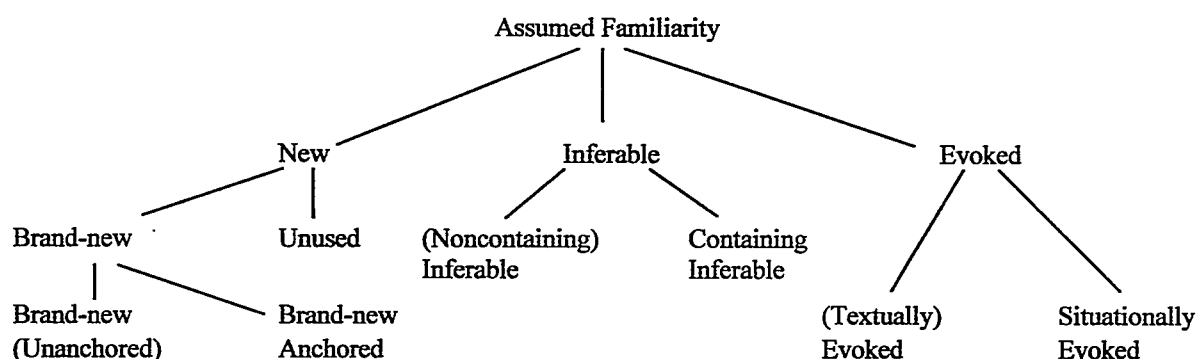 Assumed Familiarity
New Inferable Evoked
Brand-new Unused (Noncontaining) Inferable Containing Inferable
Brand-new (Unanchored) Brand-new Anchored (Textually) Evoked Situationally Evoked